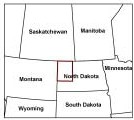 Saskatchewan
Manitoba
Montana
North Dakota
Minnesota
Wyoming
South Dakota